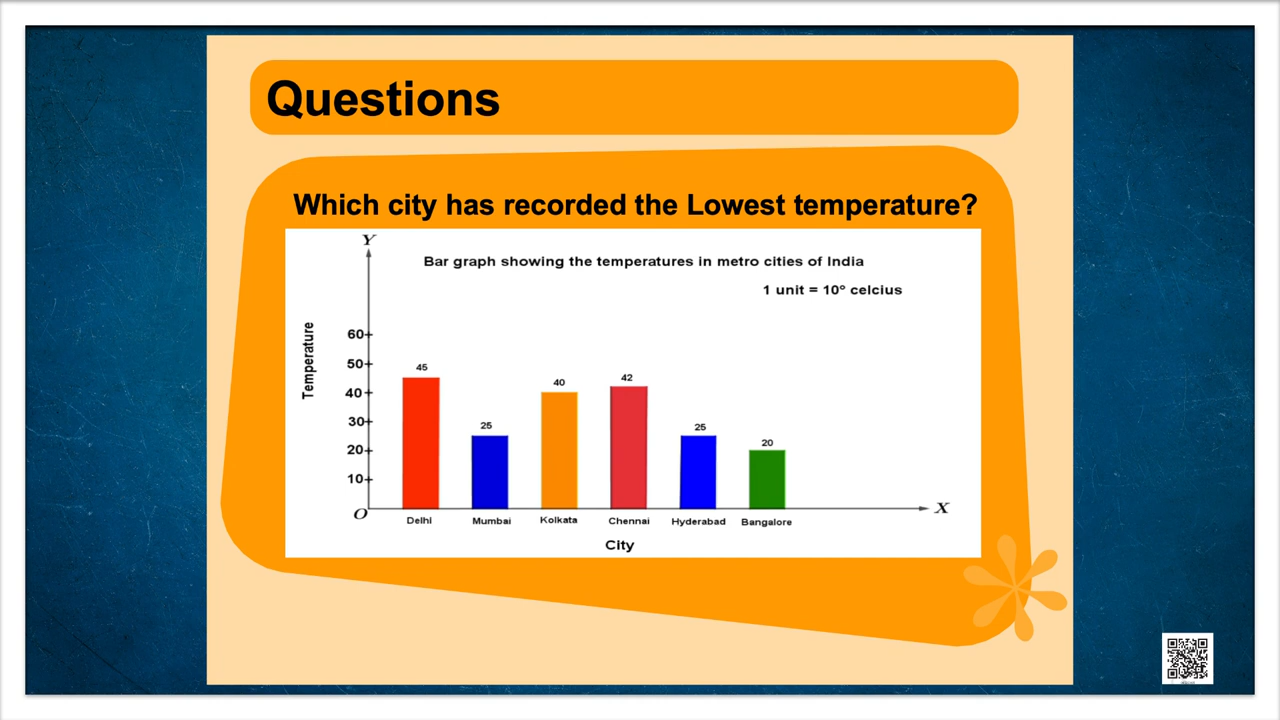 Questions
Which city has recorded the Lowest temperature?
Y
Bar graph showing the temperatures in metro cities of India
1 unit = 10° celcius
Temperature
60
50
40
30
20
10
O
45
25
40
42
25
20
X
Delhi Mumbai Kolkata Chennai Hyderabad Bangalore
City